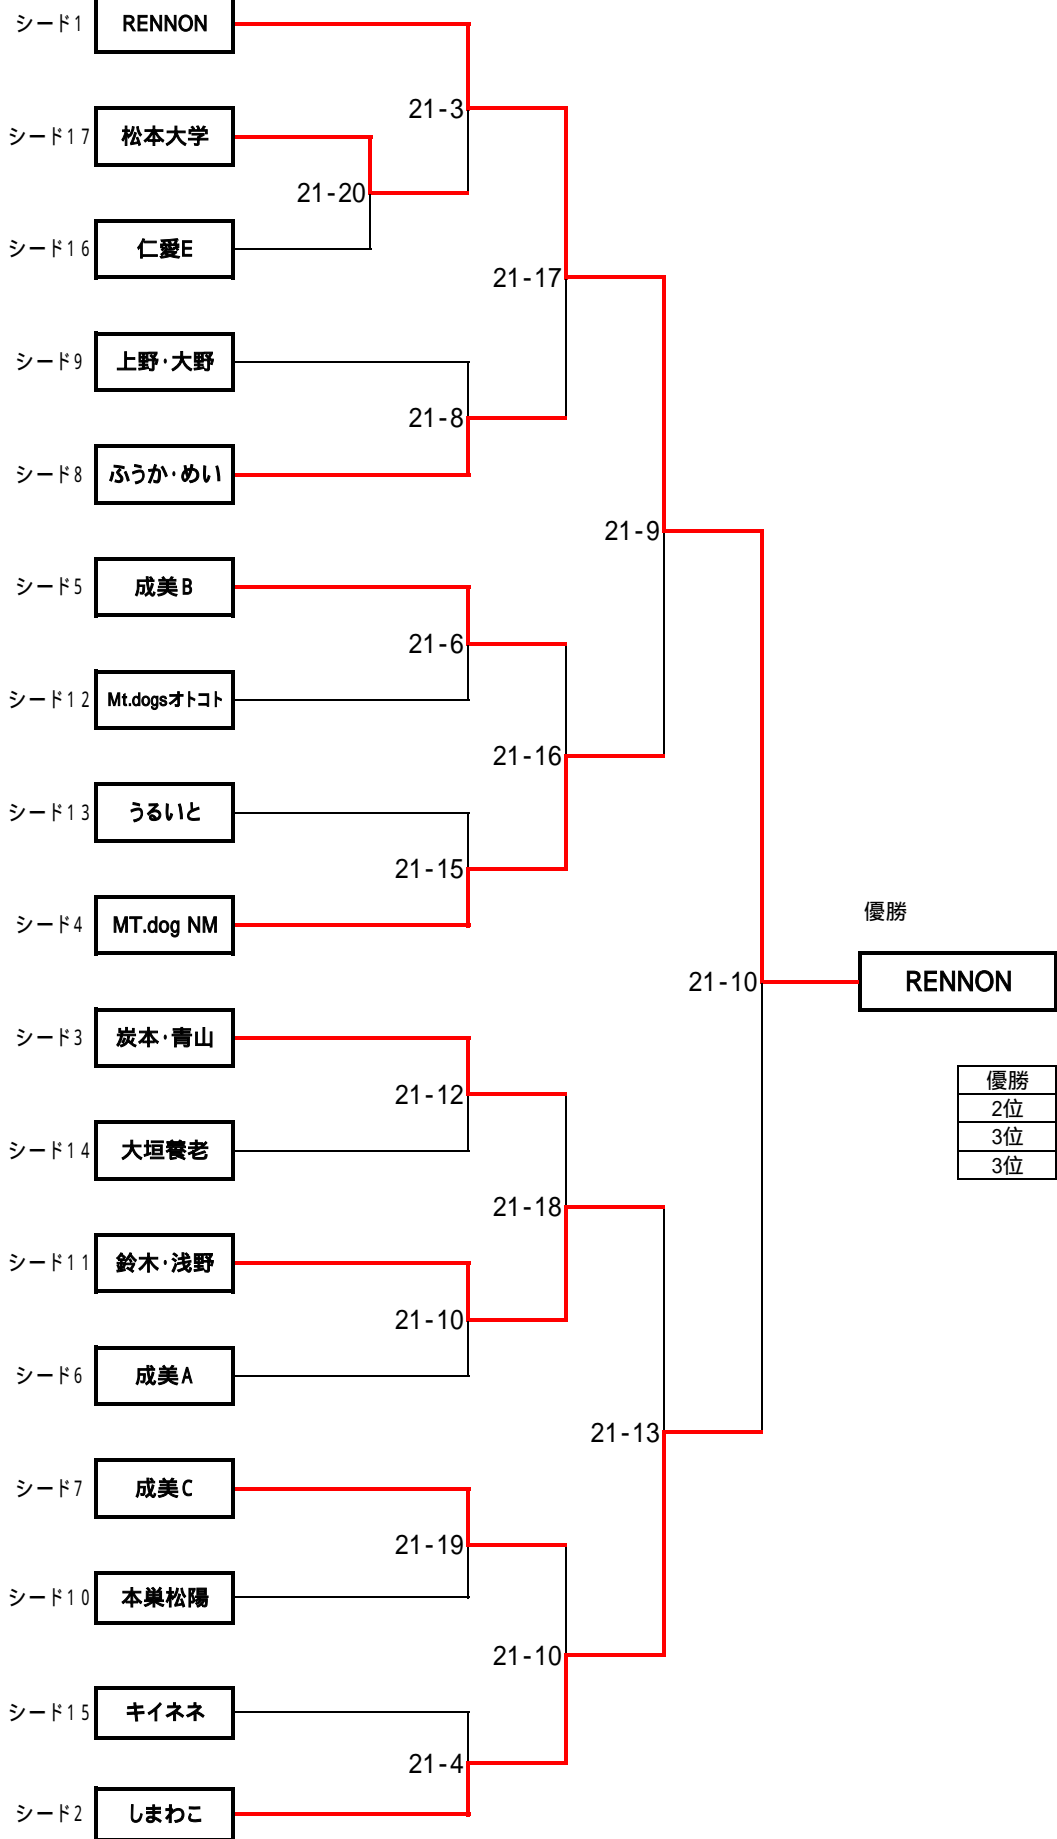 シード1 RENNON
21-3
シード17 松本大学
21-20
シード16 仁愛E
21-17
シード9 上野・大野
21-8
シード8 ふうか・めい
21-9
シード5 成美B
21-6
シード12 Mt.dogsオトコト
21-16
シード13 うるいと
21-15
シード4 MT.dog NM
優勝
21-10 RENNON
シード3 炭本・青山
優勝
21-12
2位
3位
シード14 大垣養老
3位
21-18
シード11 鈴木・浅野
21-10
シード6 成美A
21-13
シード7 成美C
21-19
シード10 本巣松陽
21-10
シード15 キイネネ
21-4
シード2 しまわこ